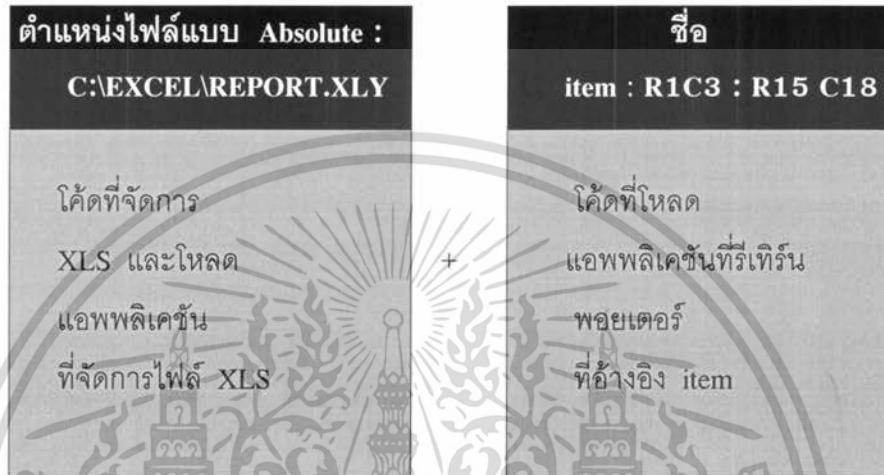 ตำแหน่งไฟล์แบบ Absolute :
C:\EXCEL\REPORT.XLY
โค้ดที่จัดการ
XLS และโหลด
แอพพลิเคชัน
ที่จัดการไฟล์ XLS
+
ชื่อ
item : R1C3 : R15 C18
โค้ดที่โหลด
แอพพลิเคชันที่รีเทิร์น
พอยเตอร์
ที่อ้างอิง item